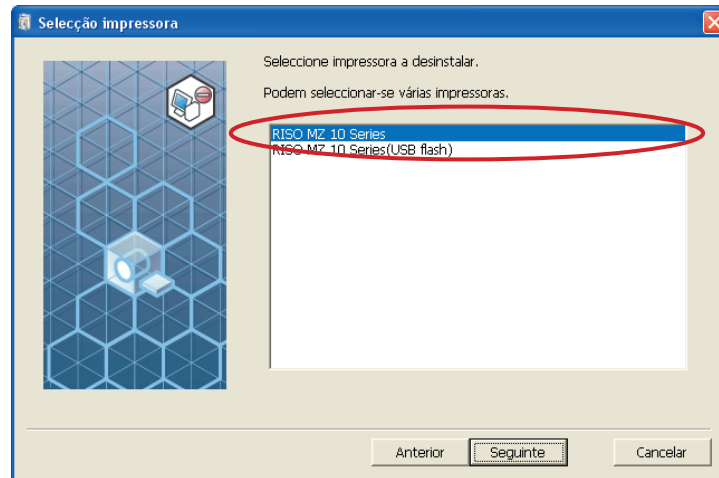 Selecção impressora
Seleccione impressora a desinstalar.
Podem seleccionar-se várias impressoras.
RISO MZ 10 Series
RISO MZ 10 Series(USB flash)
Anterior
Seguinte
Cancelar